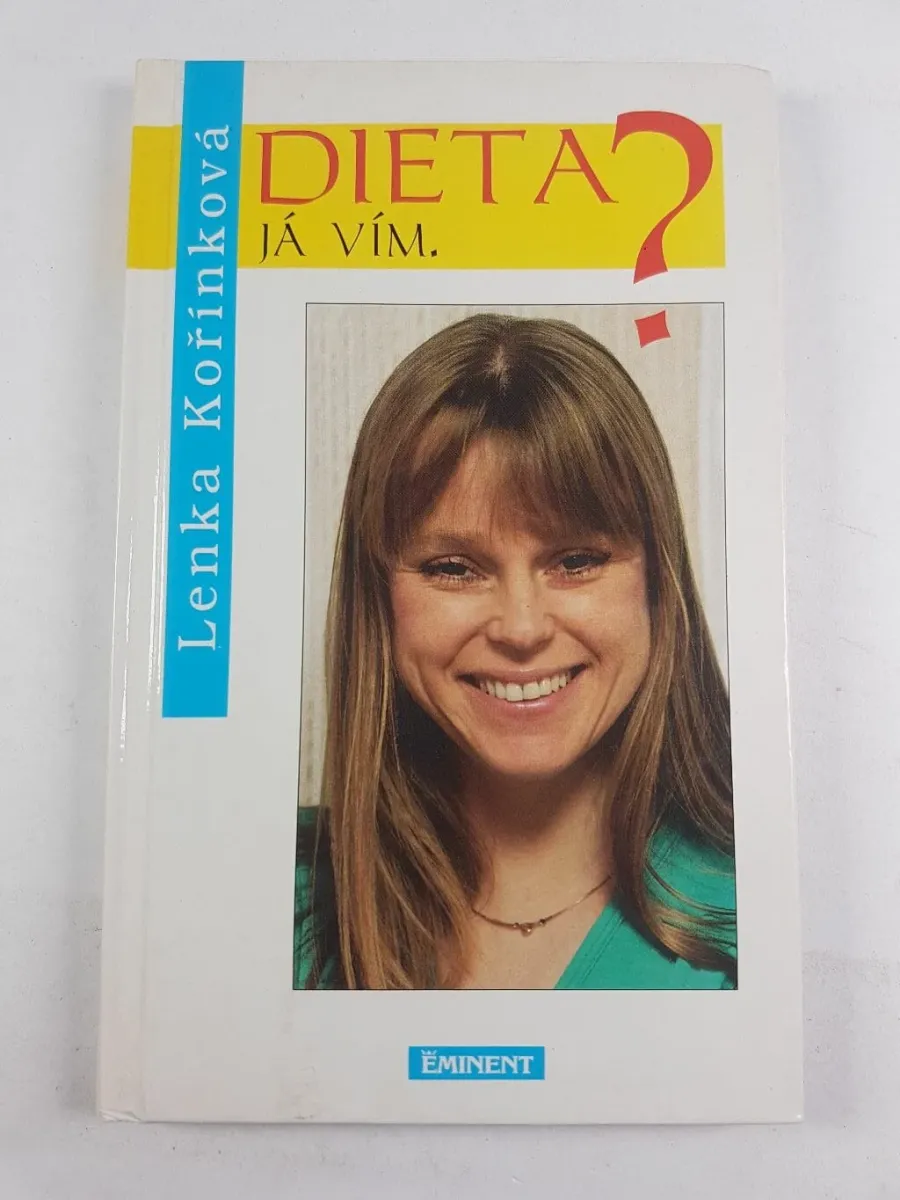 Lenka Kořínková
DIETA?
JÁ VÍM.
EMINENT